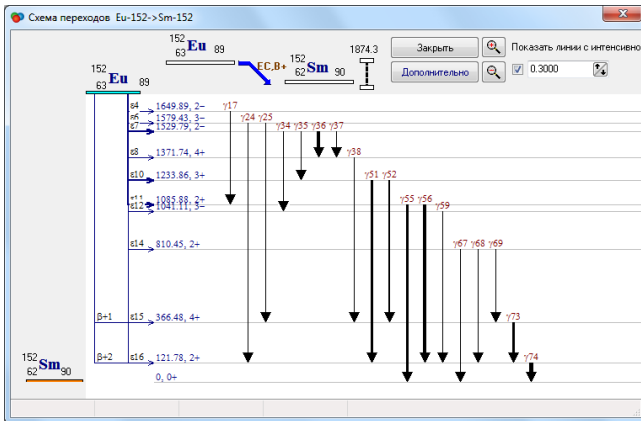 Схема переходов Eu-152->Sm-152
152 63 Eu 89
EC,B+
152 62 Sm 90
1874.3
Закрыть
Дополнительно
Показать линии с интенсивно
0.3000
152 63 Eu 89
ε4 1649.89, 2−
ε6 1579.43, 3−
ε7 1529.79, 2−
ε8 1371.74, 4+
ε10 1233.86, 3+
ε11 1085.88, 2+
ε12 1041.11, 3−
ε14 810.45, 2+
β+1 ε15 366.48, 4+
β+2 ε16 121.78, 2+
0, 0+
γ17
γ24 γ25
γ34 γ35 γ36 γ37
γ38
γ51 γ52
γ55 γ56 γ59
γ67 γ68 γ69
γ73
γ74
152 62 Sm 90